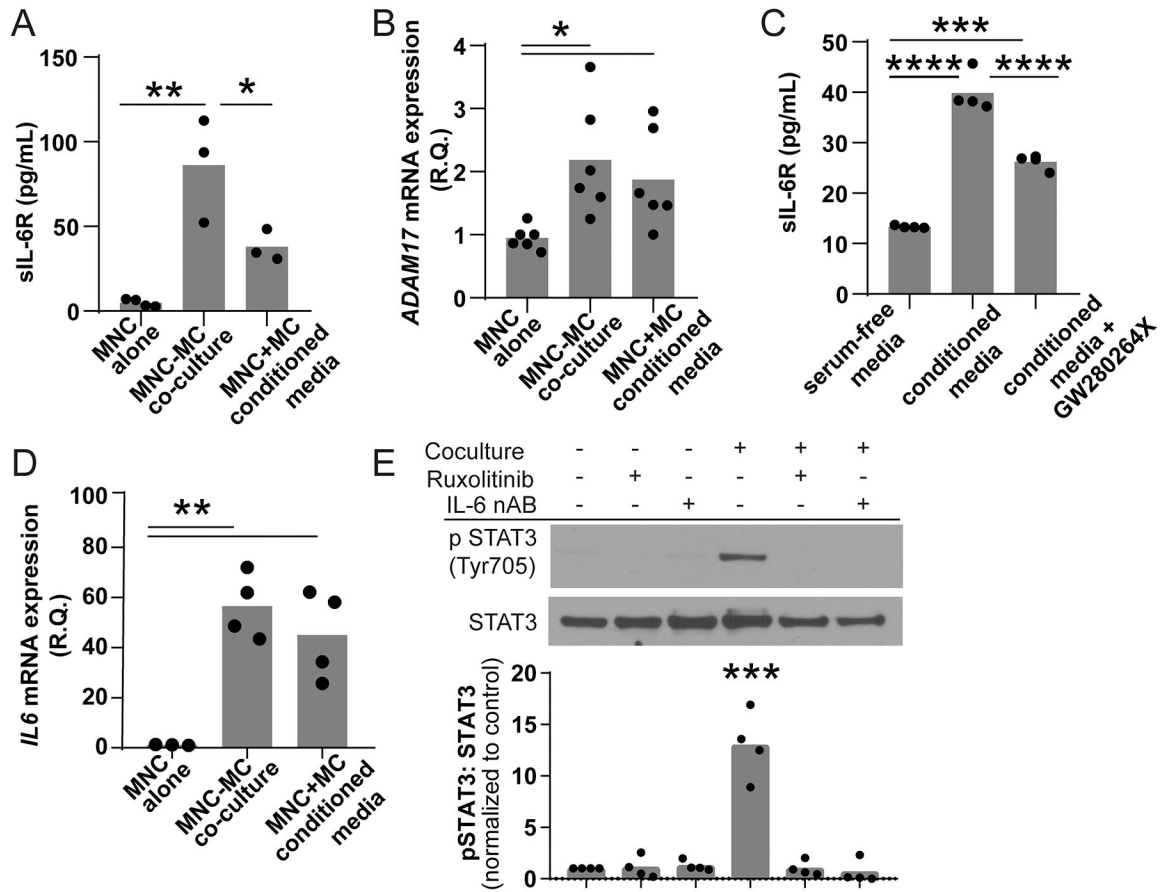 A
sIL-6R (pg/mL)
150
100
50
0
**
*
MNC
alone
MNC-MC
co-culture
MNC+MC
conditioned
media
B
ADAM17 mRNA expression
(R.Q.)
4
3
2
1
0
*
MNC
alone
MNC-MC
co-culture
MNC+MC
conditioned
media
C
sIL-6R (pg/mL)
50
40
30
20
10
0
***
****
****
serum-free
media
conditioned
media
conditioned
media +
GW280264X
D
IL6 mRNA expression
(R.Q.)
100
80
60
40
20
0
**
MNC
alone
MNC-MC
co-culture
MNC+MC
conditioned
media
E
Coculture - - - + + +
Ruxolitinib - + - - + -
IL-6 nAB - - + - - +
p STAT3
(Tyr705)
STAT3
pSTAT3: STAT3
(normalized to control)
20
15
10
5
0
***